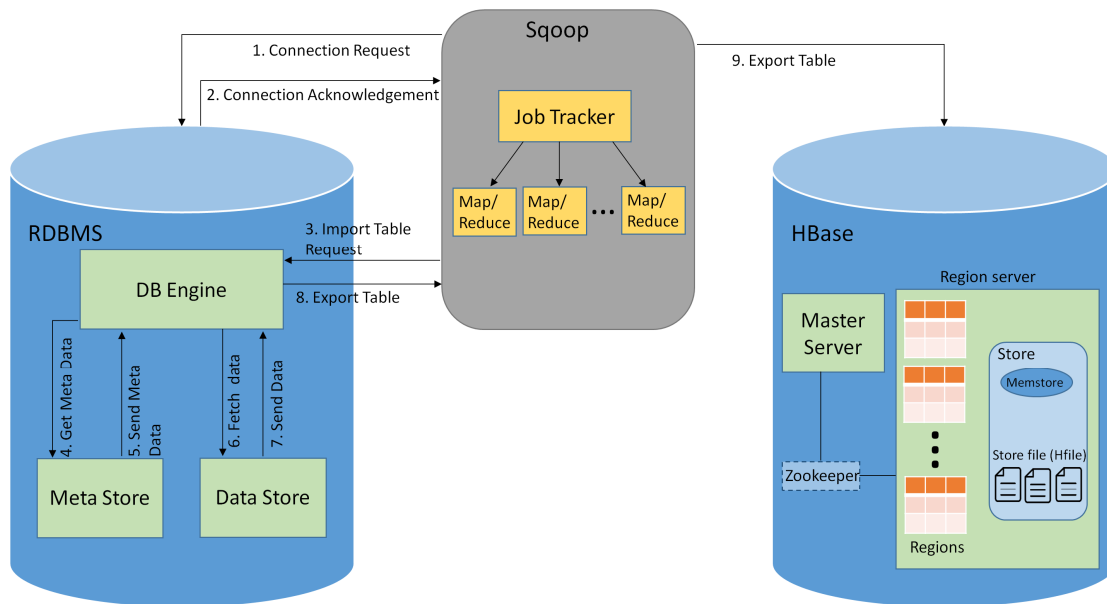 Sqoop
1. Connection Request
2. Connection Acknowledgement
9. Export Table
Job Tracker
Map/
Reduce
Map/
Reduce
Map/
Reduce
RDBMS
3. Import Table
Request
DB Engine
8. Export Table
4. Get Meta Data
5. Send Meta
Data
6. Fetch data
7. Send Data
Meta Store
Data Store
HBase
Region server
Master
Server
Store
Memstore
Store file (Hfile)
Zookeeper
Regions